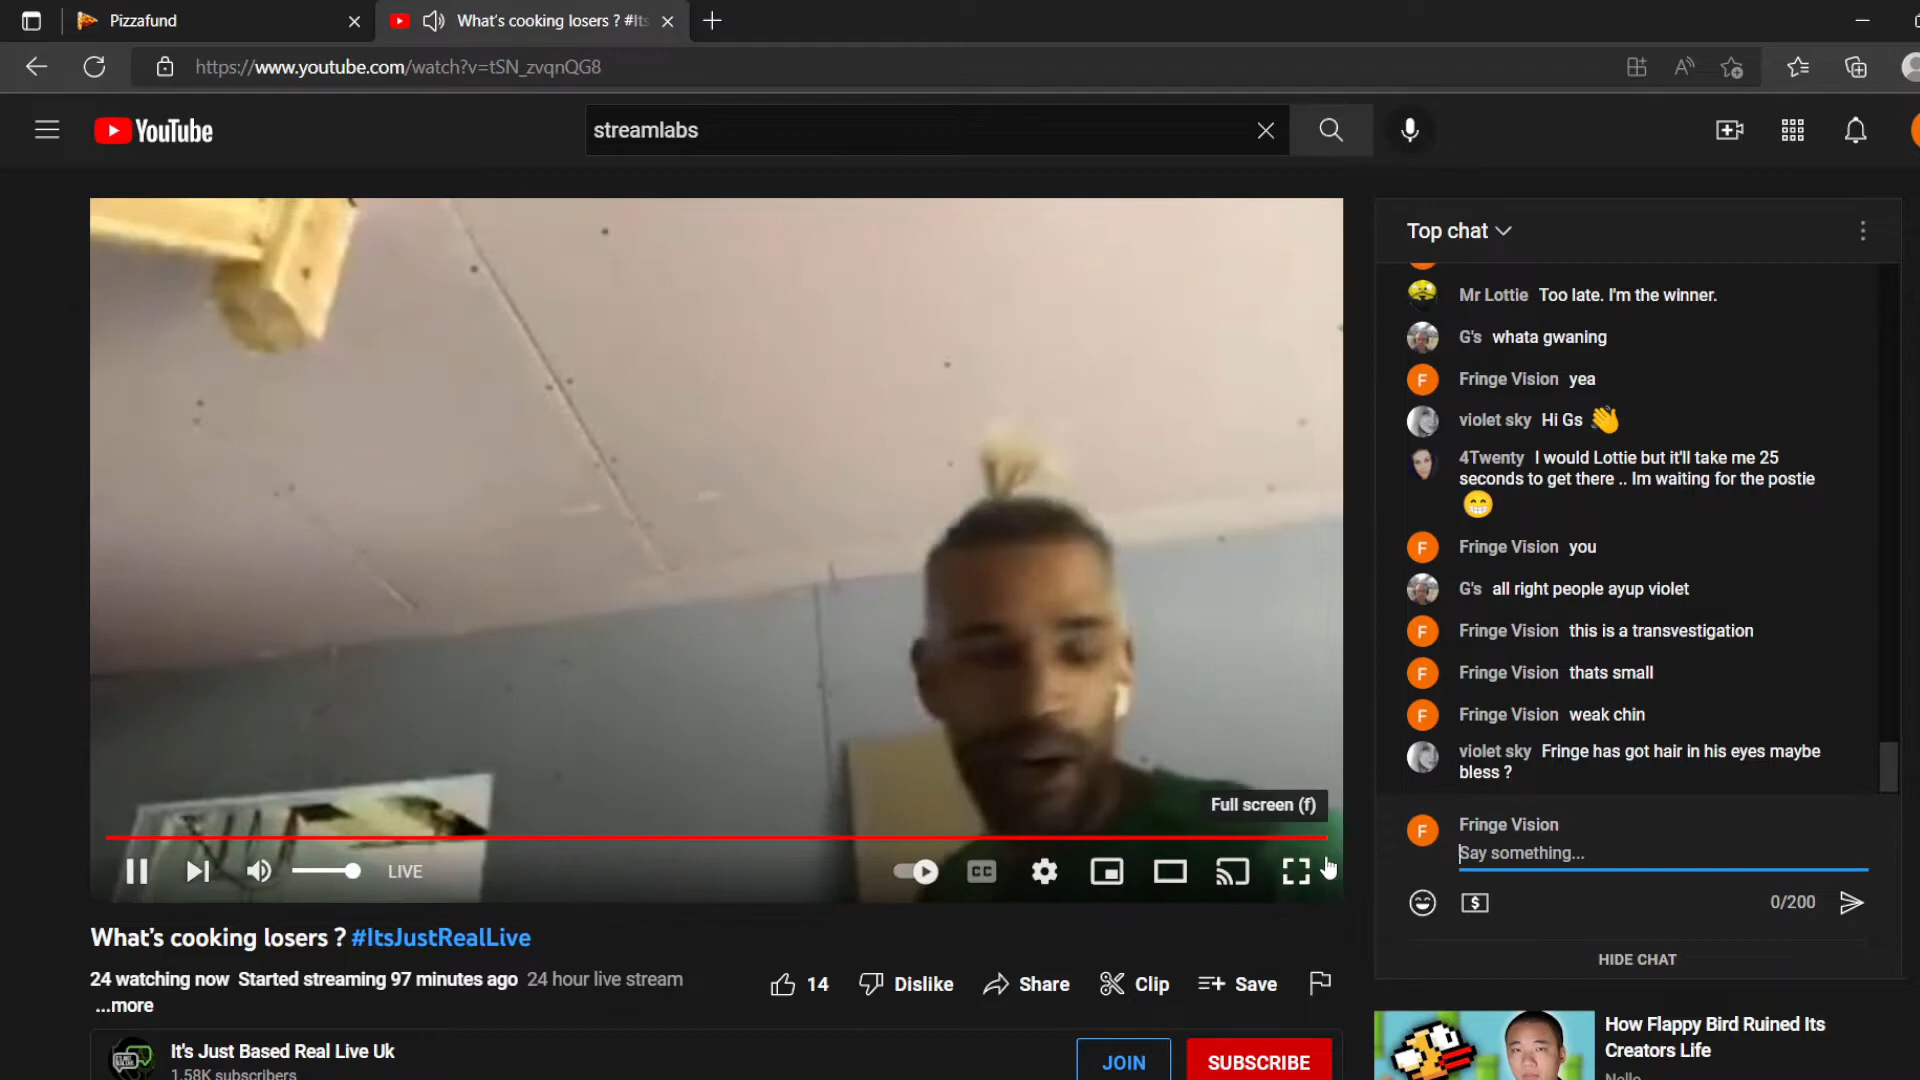 Pizzafund
What's cooking losers ? #Its
https://www.youtube.com/watch?v=tSN_zvqnQG8
YouTube
streamlabs
Top chat
Mr Lottie Too late. I'm the winner.
G's whata gwaning
Fringe Vision yea
violet sky Hi Gs 👋
4Twenty I would Lottie but it'll take me 25
seconds to get there .. Im waiting for the postie
😁
Fringe Vision you
G's all right people ayup violet
Fringe Vision this is a transvestigation
Fringe Vision thats small
Fringe Vision weak chin
violet sky Fringe has got hair in his eyes maybe
bless ?
Fringe Vision
Say something...
0/200
HIDE CHAT
Full screen (f)
LIVE
CC
What's cooking losers ? #ItsJustRealLive
24 watching now Started streaming 97 minutes ago 24 hour live stream
...more
14 Dislike Share Clip Save
It's Just Based Real Live Uk
1.58K subscribers
JOIN
SUBSCRIBE
How Flappy Bird Ruined Its
Creators Life